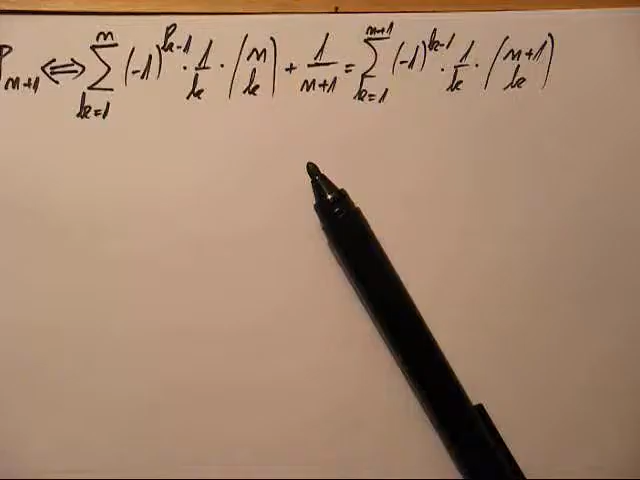 P_{m+1} ⟺ \sum_{k=1}^{m} (-1)^{k-1} · \frac{1}{k} · \binom{m}{k} + \frac{1}{m+1} = \sum_{k=1}^{m+1} (-1)^{k-1} · \frac{1}{k} · \binom{m+1}{k}